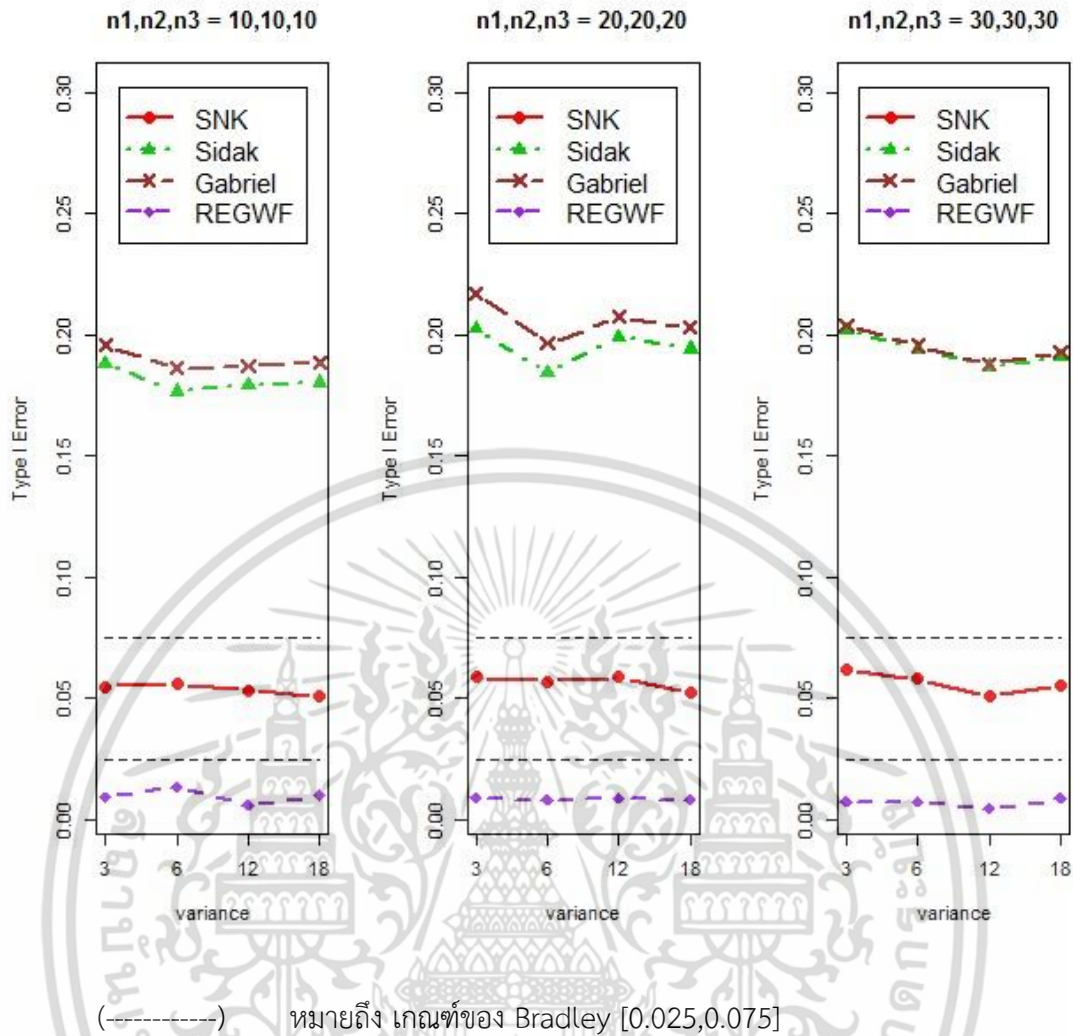 n1,n2,n3 = 10,10,10
n1,n2,n3 = 20,20,20
n1,n2,n3 = 30,30,30
Type I Error
0.30
0.25
0.20
0.15
0.10
0.05
0.00
SNK
Sidak
Gabriel
REGWF
3 6 12 18
variance
Type I Error
0.30
0.25
0.20
0.15
0.10
0.05
0.00
SNK
Sidak
Gabriel
REGWF
3 6 12 18
variance
Type I Error
0.30
0.25
0.20
0.15
0.10
0.05
0.00
SNK
Sidak
Gabriel
REGWF
3 6 12 18
variance
(------------) หมายถึง เกณฑ์ของ Bradley [0.025,0.075]